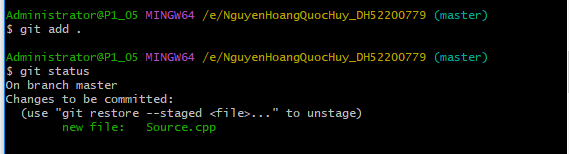 Administrator@P1_05 MINGW64 /e/NguyenHoangQuocHuy_DH52200779 (master)
$ git add .
Administrator@P1_05 MINGW64 /e/NguyenHoangQuocHuy_DH52200779 (master)
$ git status
On branch master
Changes to be committed:
  (use "git restore --staged <file>..." to unstage)
        new file:   Source.cpp